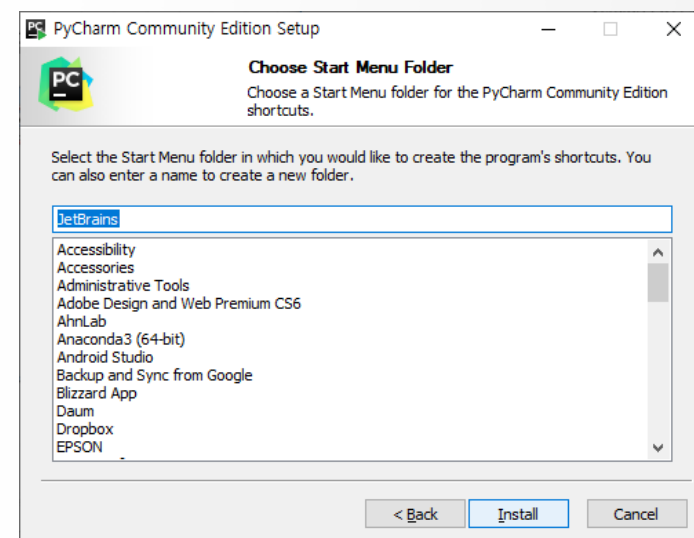 PyCharm Community Edition Setup
PC
Choose Start Menu Folder
Choose a Start Menu folder for the PyCharm Community Edition
shortcuts.
Select the Start Menu folder in which you would like to create the program's shortcuts. You
can also enter a name to create a new folder.
JetBrains
Accessibility
Accessories
Administrative Tools
Adobe Design and Web Premium CS6
AhnLab
Anaconda3 (64-bit)
Android Studio
Backup and Sync from Google
Blizzard App
Daum
Dropbox
EPSON
< Back Install Cancel